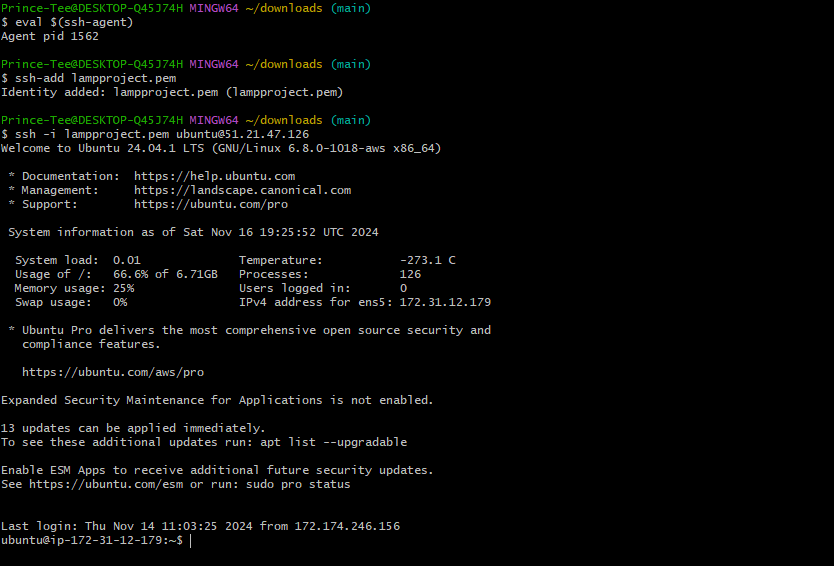 Prince-Tee@DESKTOP-Q45J74H MINGW64 ~/downloads (main)
$ eval $(ssh-agent)
Agent pid 1562
Prince-Tee@DESKTOP-Q45J74H MINGW64 ~/downloads (main)
$ ssh-add lampproject.pem
Identity added: lampproject.pem (lampproject.pem)
Prince-Tee@DESKTOP-Q45J74H MINGW64 ~/downloads (main)
$ ssh -i lampproject.pem ubuntu@51.21.47.126
Welcome to Ubuntu 24.04.1 LTS (GNU/Linux 6.8.0-1018-aws x86_64)
* Documentation:  https://help.ubuntu.com
* Management:     https://landscape.canonical.com
* Support:        https://ubuntu.com/pro
System information as of Sat Nov 16 19:25:52 UTC 2024
System load:  0.01               Temperature:           -273.1 C
Usage of /:   66.6% of 6.71GB   Processes:             126
Memory usage: 25%                Users logged in:       0
Swap usage:   0%                 IPv4 address for ens5: 172.31.12.179
* Ubuntu Pro delivers the most comprehensive open source security and
compliance features.
https://ubuntu.com/aws/pro
Expanded Security Maintenance for Applications is not enabled.
13 updates can be applied immediately.
To see these additional updates run: apt list --upgradable
Enable ESM Apps to receive additional future security updates.
See https://ubuntu.com/esm or run: sudo pro status
Last login: Thu Nov 14 11:03:25 2024 from 172.174.246.156
ubuntu@ip-172-31-12-179:~$